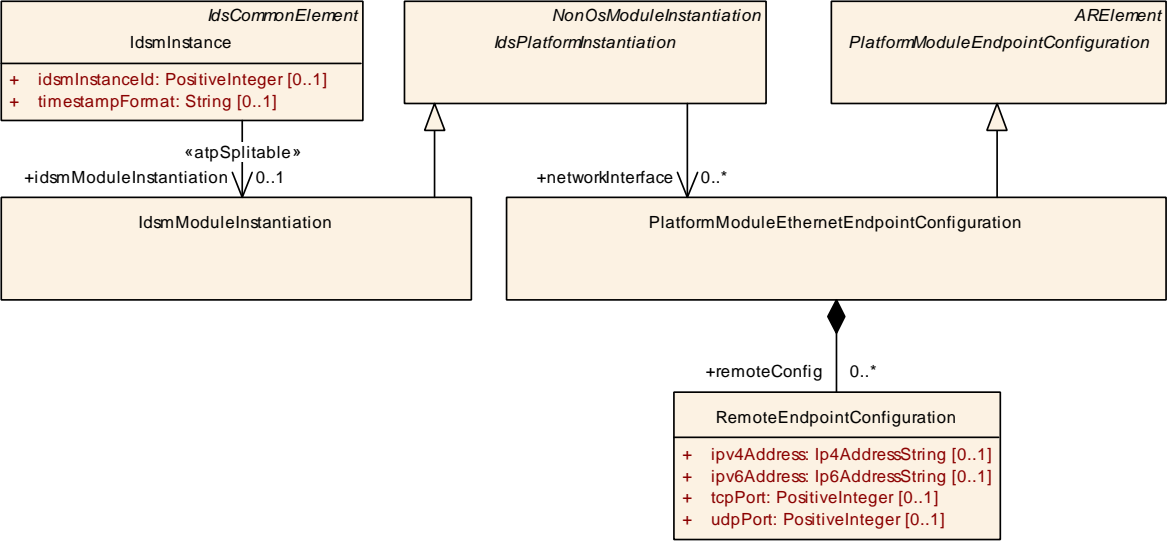 IdsCommonElement
IdsmInstance
+ idsmInstanceId: PositiveInteger [0..1]
+ timestampFormat: String [0..1]
NonOsModuleInstantiation
IdsPlatformInstantiation
ARElement
PlatformModuleEndpointConfiguration
«atpSplitable»
+idsmModuleInstantiation 0..1
+networkInterface 0..*
IdsmModuleInstantiation
PlatformModuleEthernetEndpointConfiguration
+remoteConfig 0..*
RemoteEndpointConfiguration
+ ipv4Address: Ip4AddressString [0..1]
+ ipv6Address: Ip6AddressString [0..1]
+ tcpPort: PositiveInteger [0..1]
+ udpPort: PositiveInteger [0..1]